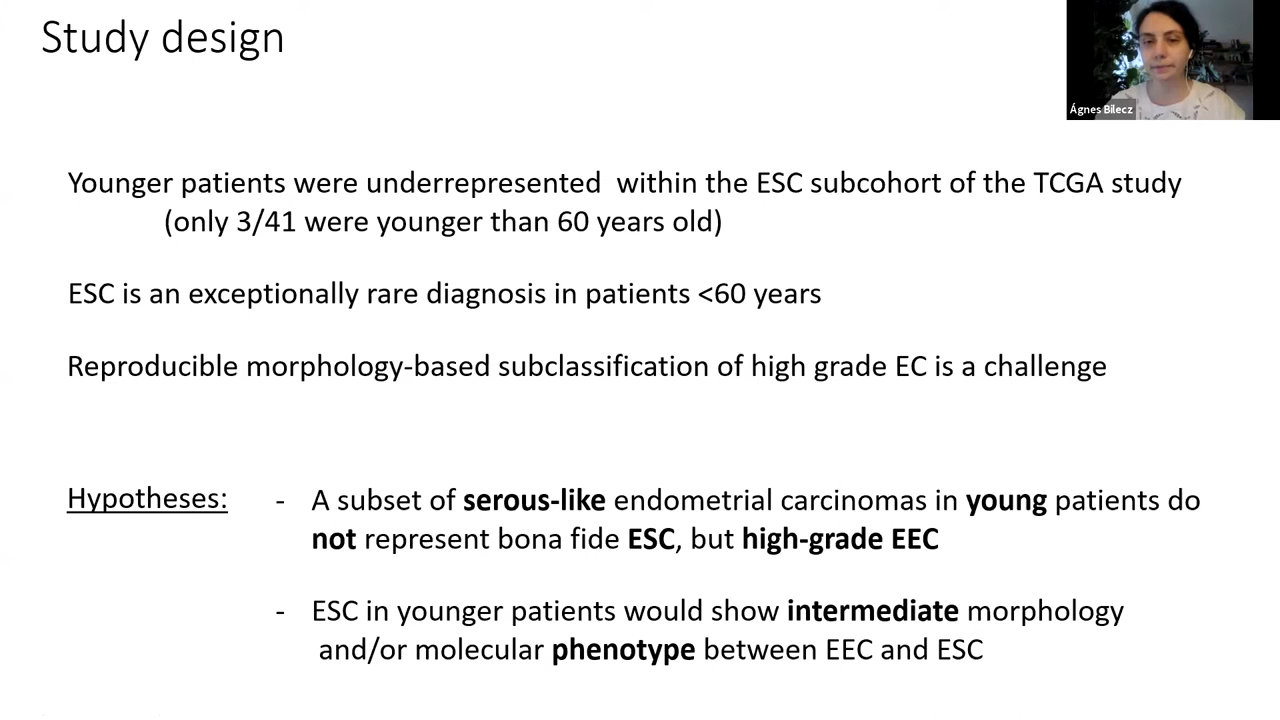 Study design
Ágnes Bilecz
Younger patients were underrepresented within the ESC subcohort of the TCGA study
(only 3/41 were younger than 60 years old)
ESC is an exceptionally rare diagnosis in patients <60 years
Reproducible morphology-based subclassification of high grade EC is a challenge
Hypotheses: - A subset of serous-like endometrial carcinomas in young patients do
not represent bona fide ESC, but high-grade EEC
- ESC in younger patients would show intermediate morphology
and/or molecular phenotype between EEC and ESC